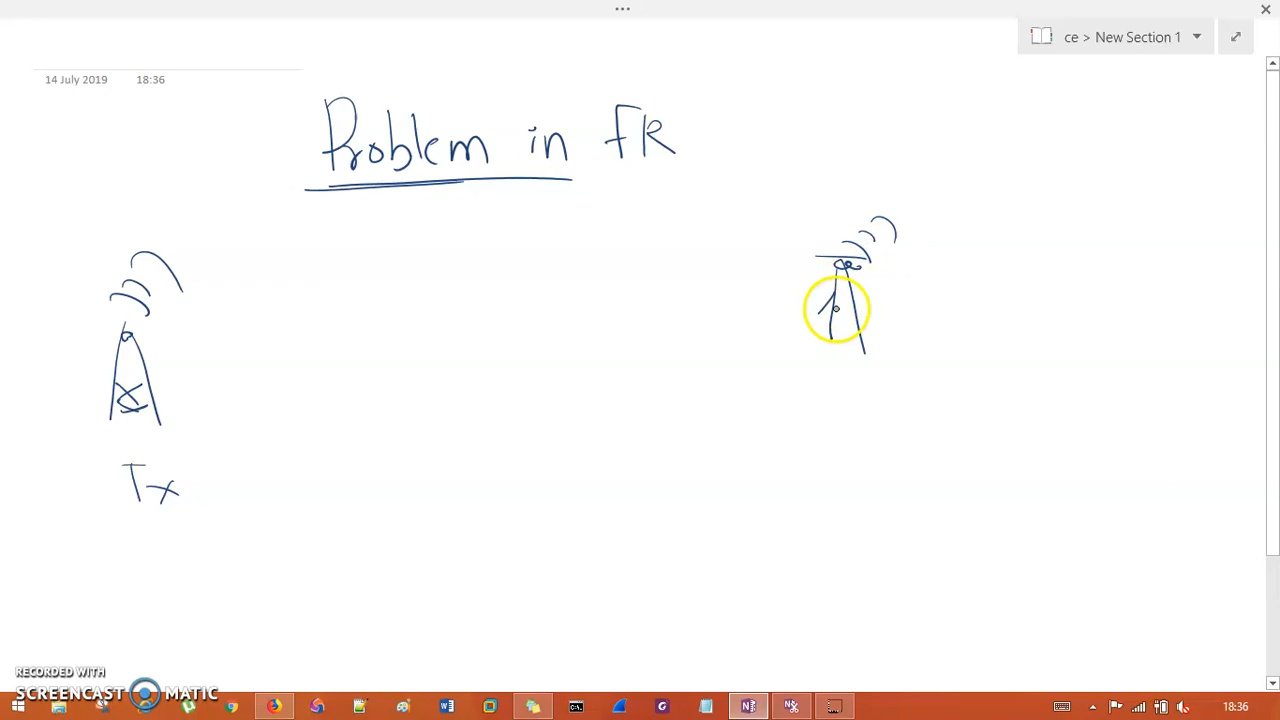 ce > New Section 1
14 July 2019 18:36
Problem in FR
Tx
RECORDED WITH
SCREENCAST MATIC
18:36